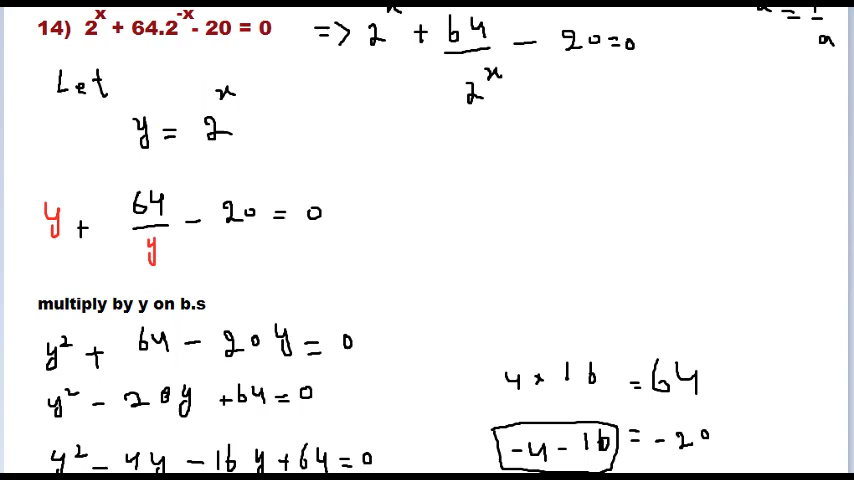 14) 2^x + 64.2^-x - 20 = 0 => 2^x + 64/2^x - 20 = 0
Let
y = 2^x
y + 64/y - 20 = 0
multiply by y on b.s
y² + 64 - 20y = 0
y² - 20y + 64 = 0
4 × 16 = 64
-4 - 16 = -20
y² - 4y - 16y + 64 = 0